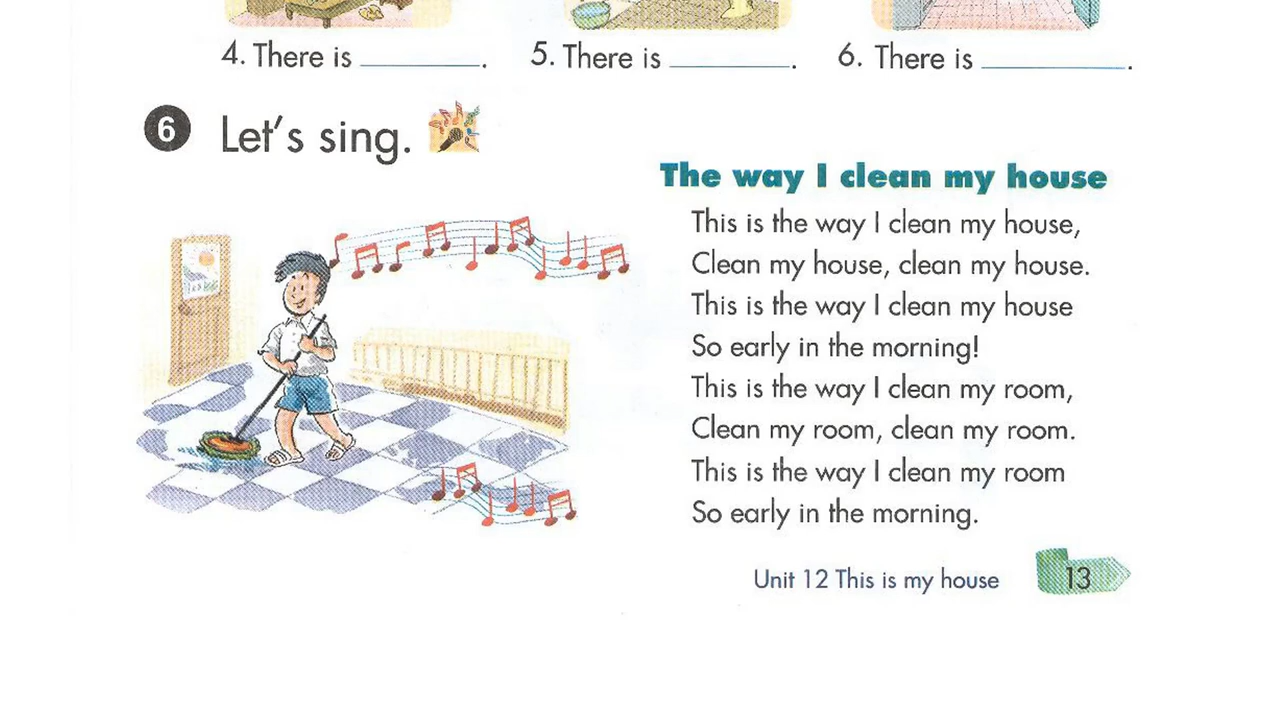 4. There is ________.
5. There is ________.
6. There is ________.
6 Let's sing.
The way I clean my house
This is the way I clean my house,
Clean my house, clean my house.
This is the way I clean my house
So early in the morning!
This is the way I clean my room,
Clean my room, clean my room.
This is the way I clean my room
So early in the morning.
Unit 12 This is my house
13